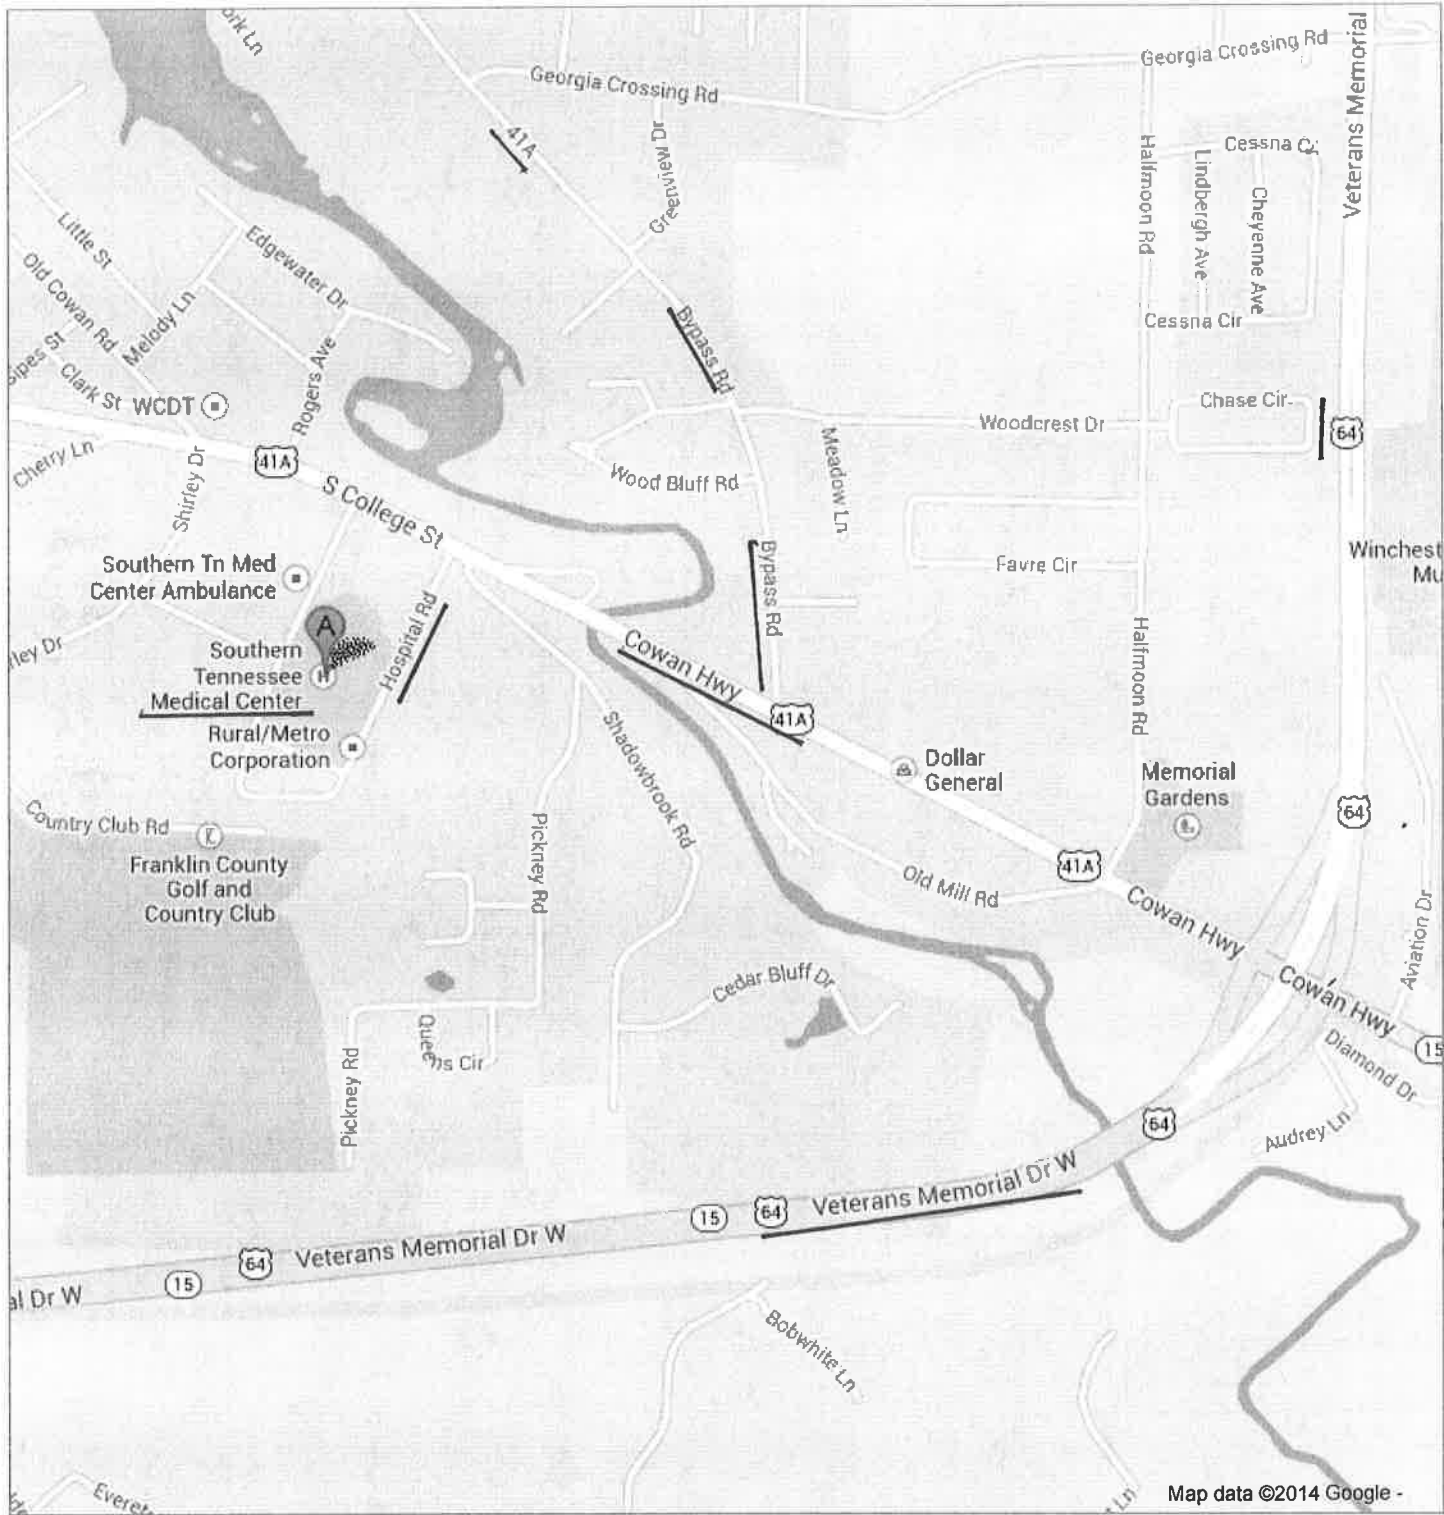 ork Ln
Georgia Crossing Rd
Georgia Crossing Rd
Veterans Memorial
41A
Greenview Dr
Halfmoon Rd
Cessna Cir
Lindbergh Ave
Cheyenne Ave
Little St
Edgewater Dr
Old Cowan Rd
Melody Ln
Bypass Rd
Cessna Cir
Sipes St
Clark St
WCDT
Rogers Ave
Chase Cir
64
Woodcrest Dr
Meadow Ln
Cherry Ln
41A
Shirley Dr
S College St
Wood Bluff Rd
Southern Tn Med
Center Ambulance
Bypass Rd
Favre Cir
Winchest
Mu
rley Dr
A
Southern
Tennessee
Medical Center
H
Hospital Rd
Cowan Hwy
41A
Halfmoon Rd
Rural/Metro
Corporation
Shadowbrook Rd
Dollar
General
Memorial
Gardens
64
Country Club Rd
Franklin County
Golf and
Country Club
Pickney Rd
41A
Old Mill Rd
Cowan Hwy
Aviation Dr
Cedar Bluff Dr
Cowan Hwy
15
Queens Cir
Pickney Rd
Diamond Dr
64
Audrey Ln
Veterans Memorial Dr W
64
15
Veterans Memorial Dr W
64
15
al Dr W
Bobwhite Ln
Everett
t Ln
Map data ©2014 Google -